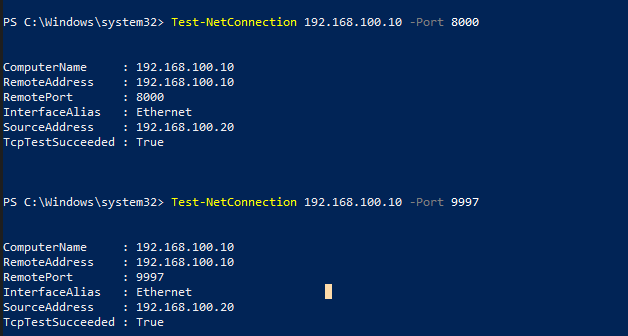 PS C:\Windows\system32> Test-NetConnection 192.168.100.10 -Port 8000
ComputerName     : 192.168.100.10
RemoteAddress    : 192.168.100.10
RemotePort       : 8000
InterfaceAlias   : Ethernet
SourceAddress    : 192.168.100.20
TcpTestSucceeded : True
PS C:\Windows\system32> Test-NetConnection 192.168.100.10 -Port 9997
ComputerName     : 192.168.100.10
RemoteAddress    : 192.168.100.10
RemotePort       : 9997
InterfaceAlias   : Ethernet
SourceAddress    : 192.168.100.20
TcpTestSucceeded : True